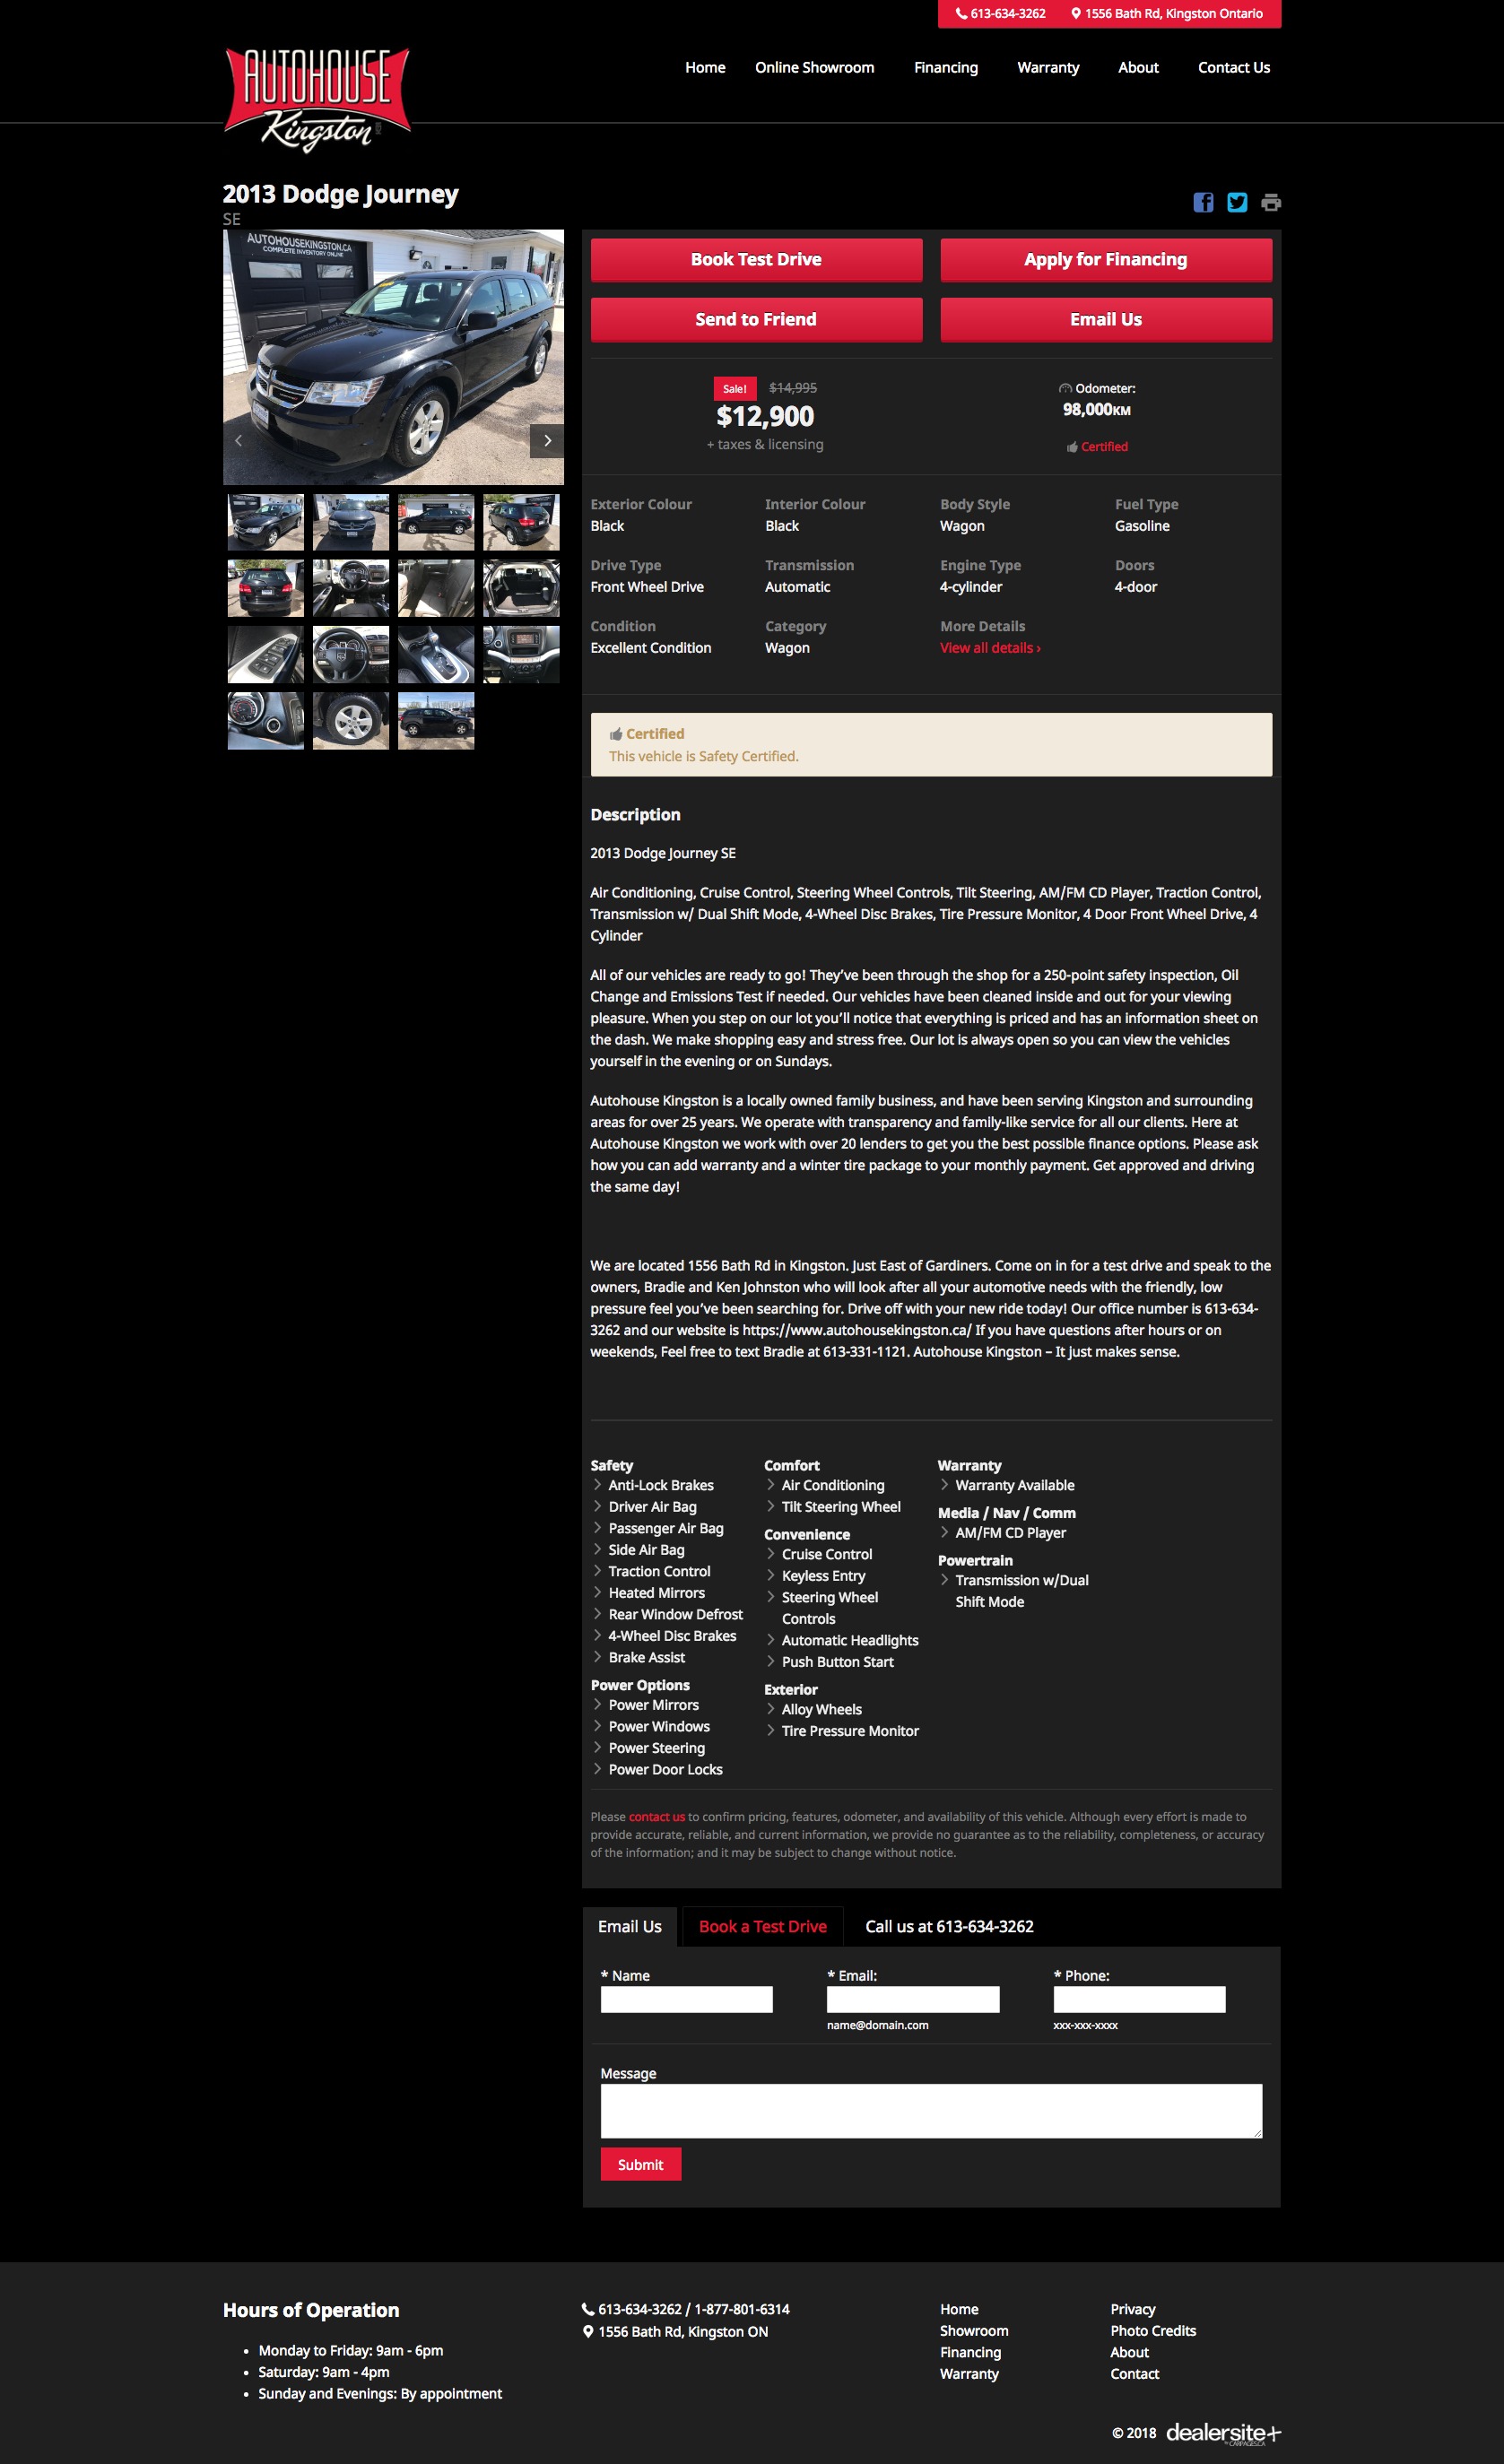 613-634-3262 1556 Bath Rd, Kingston Ontario
AUTOHOUSE
Kingston
Home Online Showroom Financing Warranty About Contact Us
2013 Dodge Journey
SE
AUTOHOUSEKINGSTON.CA
COMPLETE INVENTORY ONLINE
Book Test Drive Apply for Financing
Send to Friend Email Us
Sale! $14,995
$12,900
+ taxes & licensing
Odometer:
98,000KM
Certified
Exterior Colour Interior Colour Body Style Fuel Type
Black Black Wagon Gasoline
Drive Type Transmission Engine Type Doors
Front Wheel Drive Automatic 4-cylinder 4-door
Condition Category More Details
Excellent Condition Wagon View all details ›
Certified
This vehicle is Safety Certified.
Description
2013 Dodge Journey SE
Air Conditioning, Cruise Control, Steering Wheel Controls, Tilt Steering, AM/FM CD Player, Traction Control,
Transmission w/ Dual Shift Mode, 4-Wheel Disc Brakes, Tire Pressure Monitor, 4 Door Front Wheel Drive, 4
Cylinder
All of our vehicles are ready to go! They’ve been through the shop for a 250-point safety inspection, Oil
Change and Emissions Test if needed. Our vehicles have been cleaned inside and out for your viewing
pleasure. When you step on our lot you’ll notice that everything is priced and has an information sheet on
the dash. We make shopping easy and stress free. Our lot is always open so you can view the vehicles
yourself in the evening or on Sundays.
Autohouse Kingston is a locally owned family business, and have been serving Kingston and surrounding
areas for over 25 years. We operate with transparency and family-like service for all our clients. Here at
Autohouse Kingston we work with over 20 lenders to get you the best possible finance options. Please ask
how you can add warranty and a winter tire package to your monthly payment. Get approved and driving
the same day!
We are located 1556 Bath Rd in Kingston. Just East of Gardiners. Come on in for a test drive and speak to the
owners, Bradie and Ken Johnston who will look after all your automotive needs with the friendly, low
pressure feel you’ve been searching for. Drive off with your new ride today! Our office number is 613-634-
3262 and our website is https://www.autohousekingston.ca/ If you have questions after hours or on
weekends, Feel free to text Bradie at 613-331-1121. Autohouse Kingston – It just makes sense.
Safety
Anti-Lock Brakes
Driver Air Bag
Passenger Air Bag
Side Air Bag
Traction Control
Heated Mirrors
Rear Window Defrost
4-Wheel Disc Brakes
Brake Assist
Power Options
Power Mirrors
Power Windows
Power Steering
Power Door Locks
Comfort
Air Conditioning
Tilt Steering Wheel
Convenience
Cruise Control
Keyless Entry
Steering Wheel
Controls
Automatic Headlights
Push Button Start
Exterior
Alloy Wheels
Tire Pressure Monitor
Warranty
Warranty Available
Media / Nav / Comm
AM/FM CD Player
Powertrain
Transmission w/Dual
Shift Mode
Please contact us to confirm pricing, features, odometer, and availability of this vehicle. Although every effort is made to
provide accurate, reliable, and current information, we provide no guarantee as to the reliability, completeness, or accuracy
of the information; and it may be subject to change without notice.
Email Us Book a Test Drive Call us at 613-634-3262
* Name * Email: * Phone:
name@domain.com xxx-xxx-xxxx
Message
Submit
Hours of Operation
Monday to Friday: 9am - 6pm
Saturday: 9am - 4pm
Sunday and Evenings: By appointment
613-634-3262 / 1-877-801-6314
1556 Bath Rd, Kingston ON
Home
Showroom
Financing
Warranty
Privacy
Photo Credits
About
Contact
© 2018 dealersite+
by CARPAGES.CA